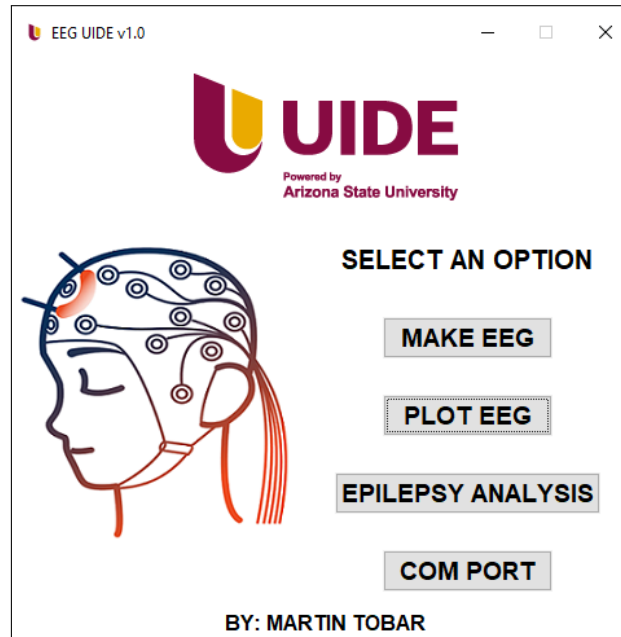 EEG UIDE v1.0
UIDE
Powered by
Arizona State University
SELECT AN OPTION
MAKE EEG
PLOT EEG
EPILEPSY ANALYSIS
COM PORT
BY: MARTIN TOBAR